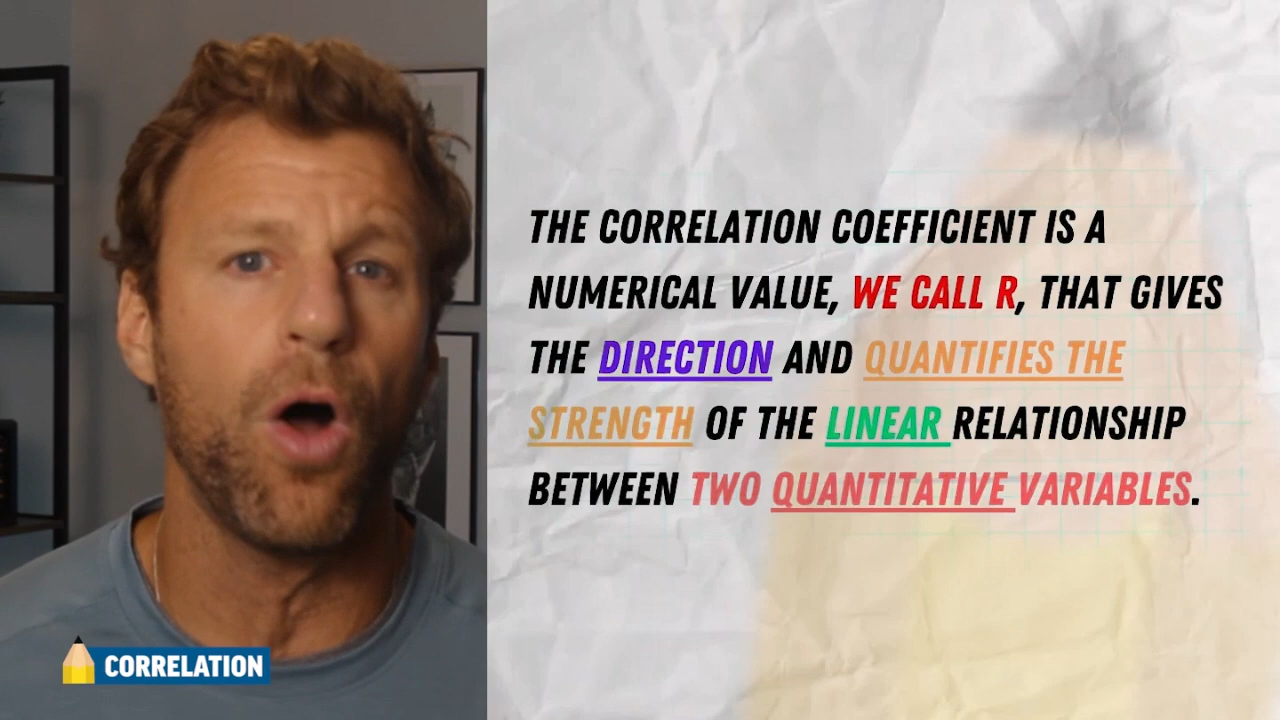 THE CORRELATION COEFFICIENT IS A
NUMERICAL VALUE, WE CALL R, THAT GIVES
THE DIRECTION AND QUANTIFIES THE
STRENGTH OF THE LINEAR RELATIONSHIP
BETWEEN TWO QUANTITATIVE VARIABLES.
CORRELATION